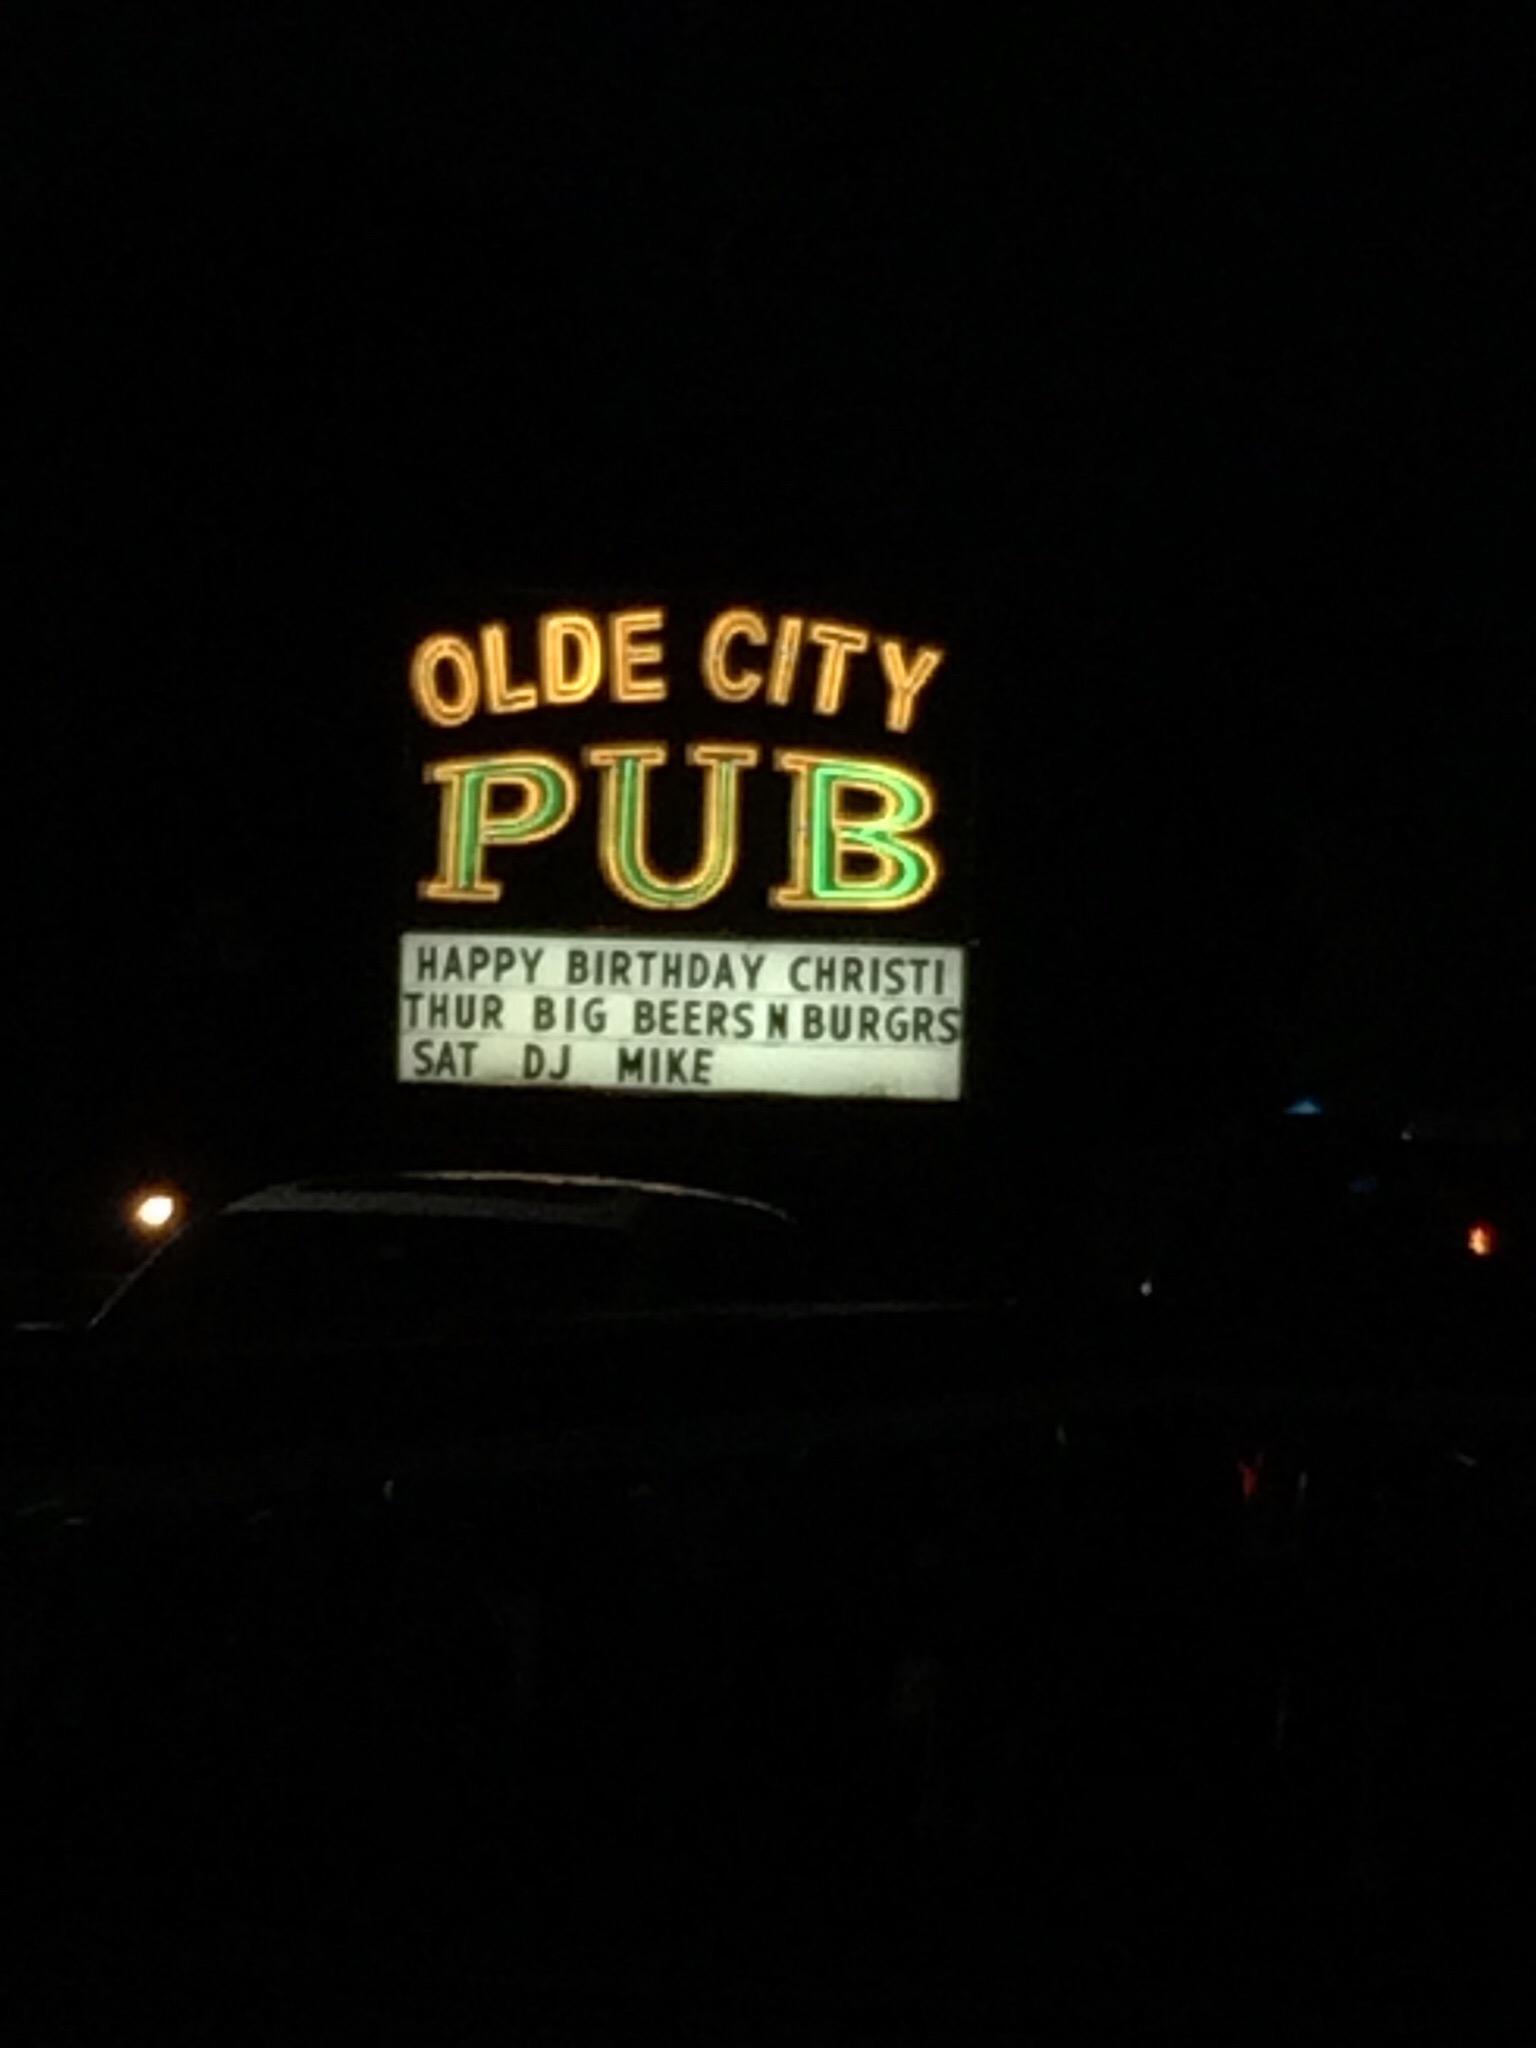 OLDE CITY
PUB
HAPPY BIRTHDAY CHRISTI
THUR BIG BEERS N BURGRS
SAT DJ MIKE